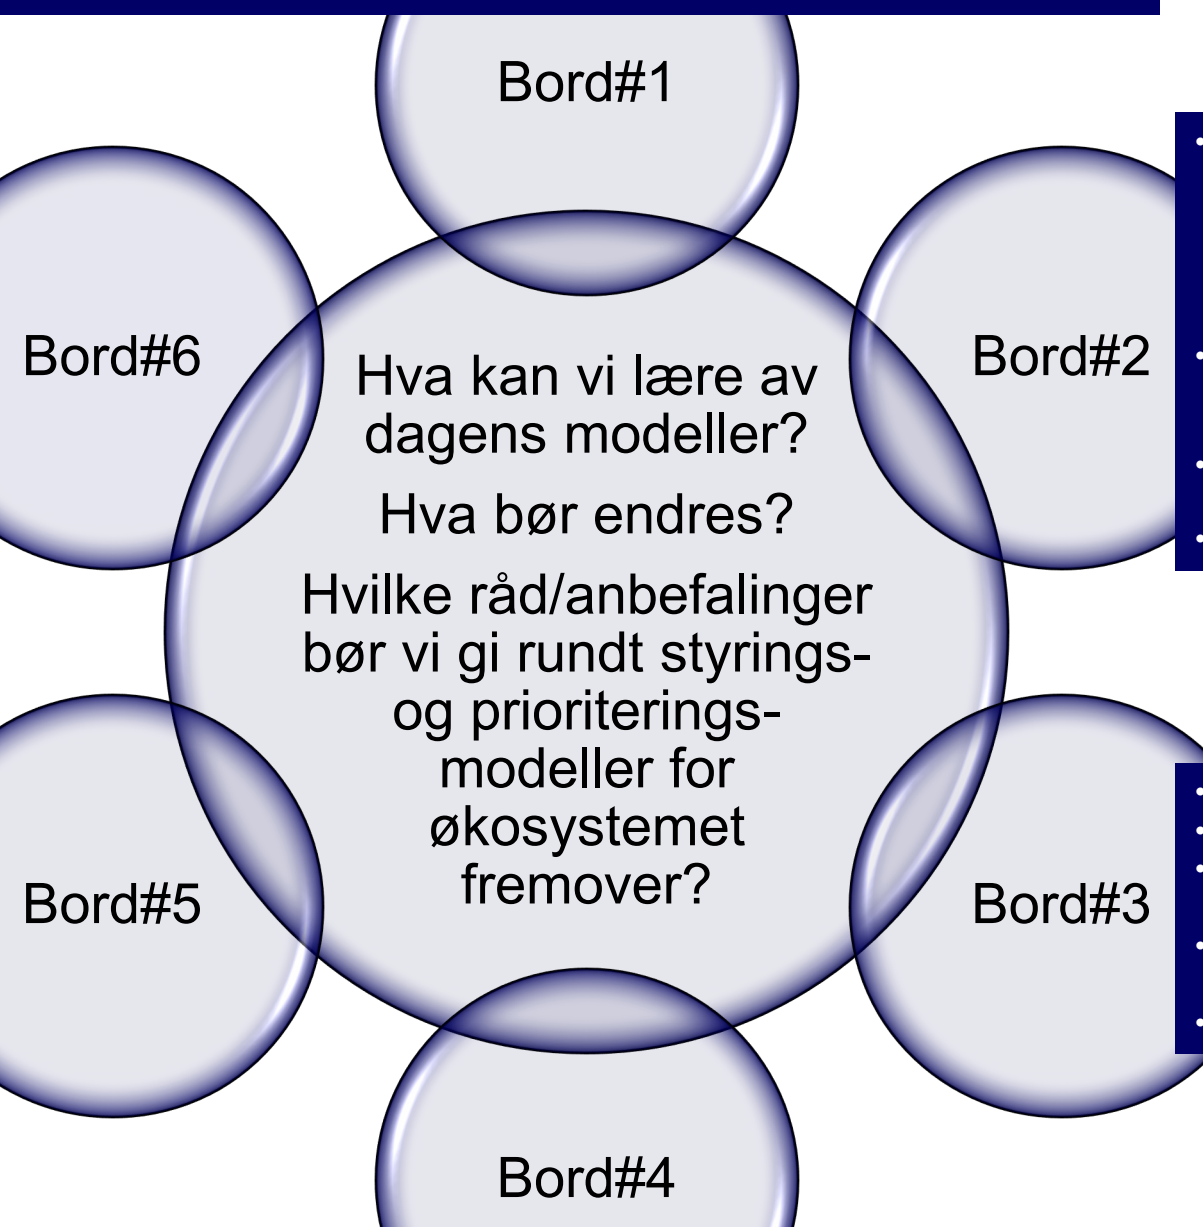 Bord#1
Bord#6
Bord#2
Hva kan vi lære av
dagens modeller?
Hva bør endres?
Hvilke råd/anbefalinger
bør vi gi rundt styrings-
og prioriterings-
modeller for
økosystemet
fremover?
Bord#5
Bord#3
Bord#4